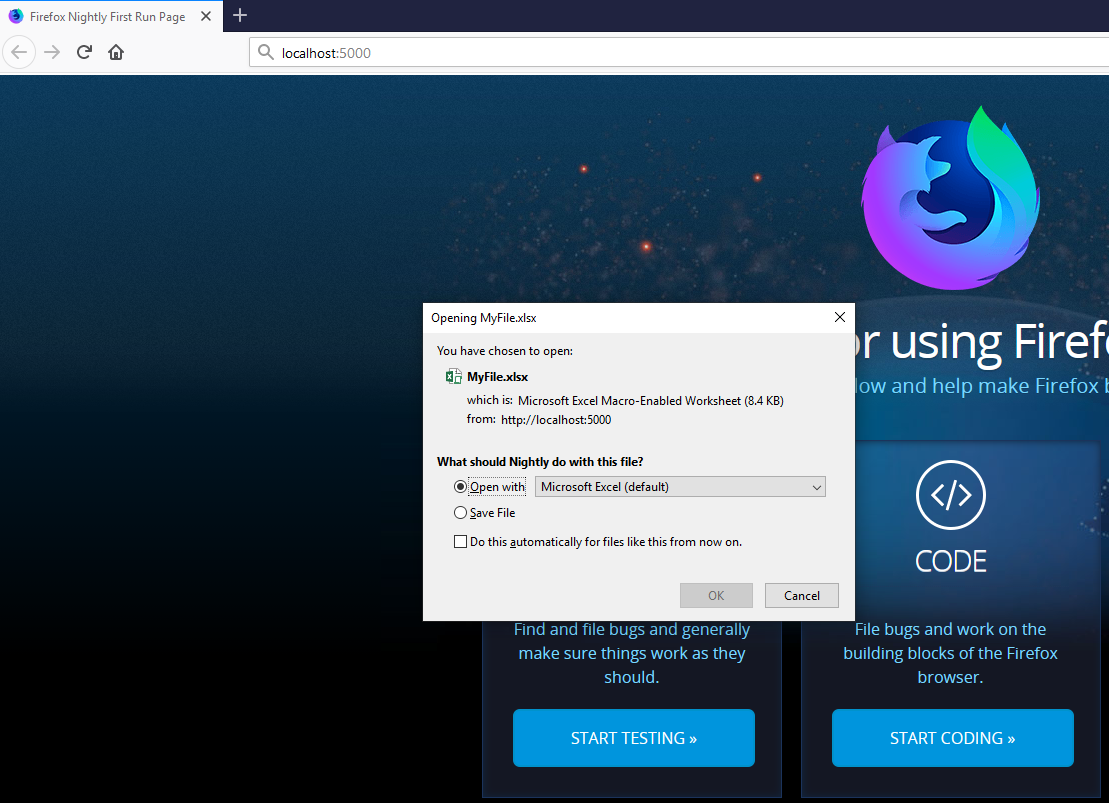 Firefox Nightly First Run Page
localhost:5000
or using Firef
low and help make Firefox b
Opening MyFile.xlsx
You have chosen to open:
MyFile.xlsx
which is: Microsoft Excel Macro-Enabled Worksheet (8.4 KB)
from: http://localhost:5000
What should Nightly do with this file?
Open with Microsoft Excel (default)
Save File
Do this automatically for files like this from now on.
OK Cancel
</> 
CODE
Find and file bugs and generally
make sure things work as they
should.
START TESTING »
File bugs and work on the
building blocks of the Firefox
browser.
START CODING »